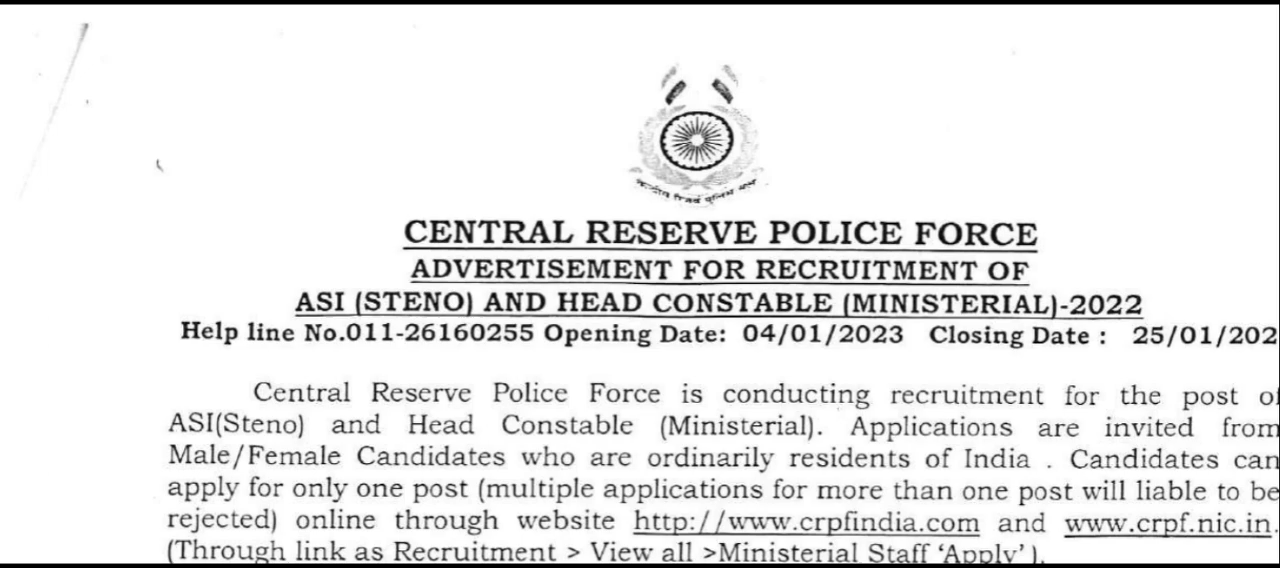 CENTRAL RESERVE POLICE FORCE
ADVERTISEMENT FOR RECRUITMENT OF
ASI (STENO) AND HEAD CONSTABLE (MINISTERIAL)-2022
Help line No.011-26160255 Opening Date: 04/01/2023 Closing Date : 25/01/202
Central Reserve Police Force is conducting recruitment for the post of
ASI(Steno) and Head Constable (Ministerial). Applications are invited from
Male/Female Candidates who are ordinarily residents of India . Candidates can
apply for only one post (multiple applications for more than one post will liable to be
rejected) online through website http://www.crpfindia.com and www.crpf.nic.in.
(Through link as Recruitment > View all >Ministerial Staff ‘Apply’ ).